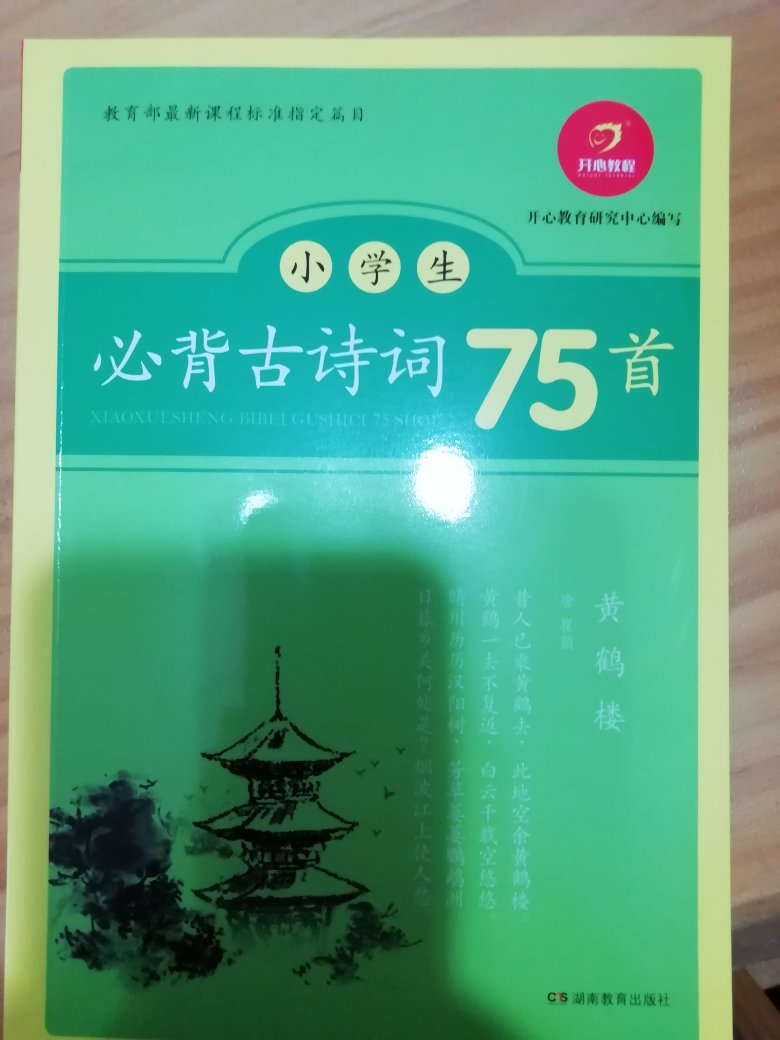 教育部最新课程标准指定篇目
开心教程
开心教育研究中心编写
小学生
必背古诗词75首
XIAOXUESHENG BIBEI GUSHICI 75 SHOU
黄鹤楼
唐 崔颢
昔人已乘黄鹤去，此地空余黄鹤楼。
黄鹤一去不复返，白云千载空悠悠。
晴川历历汉阳树，芳草萋萋鹦鹉洲。
日暮乡关何处是？烟波江上使人愁。
湖南教育出版社